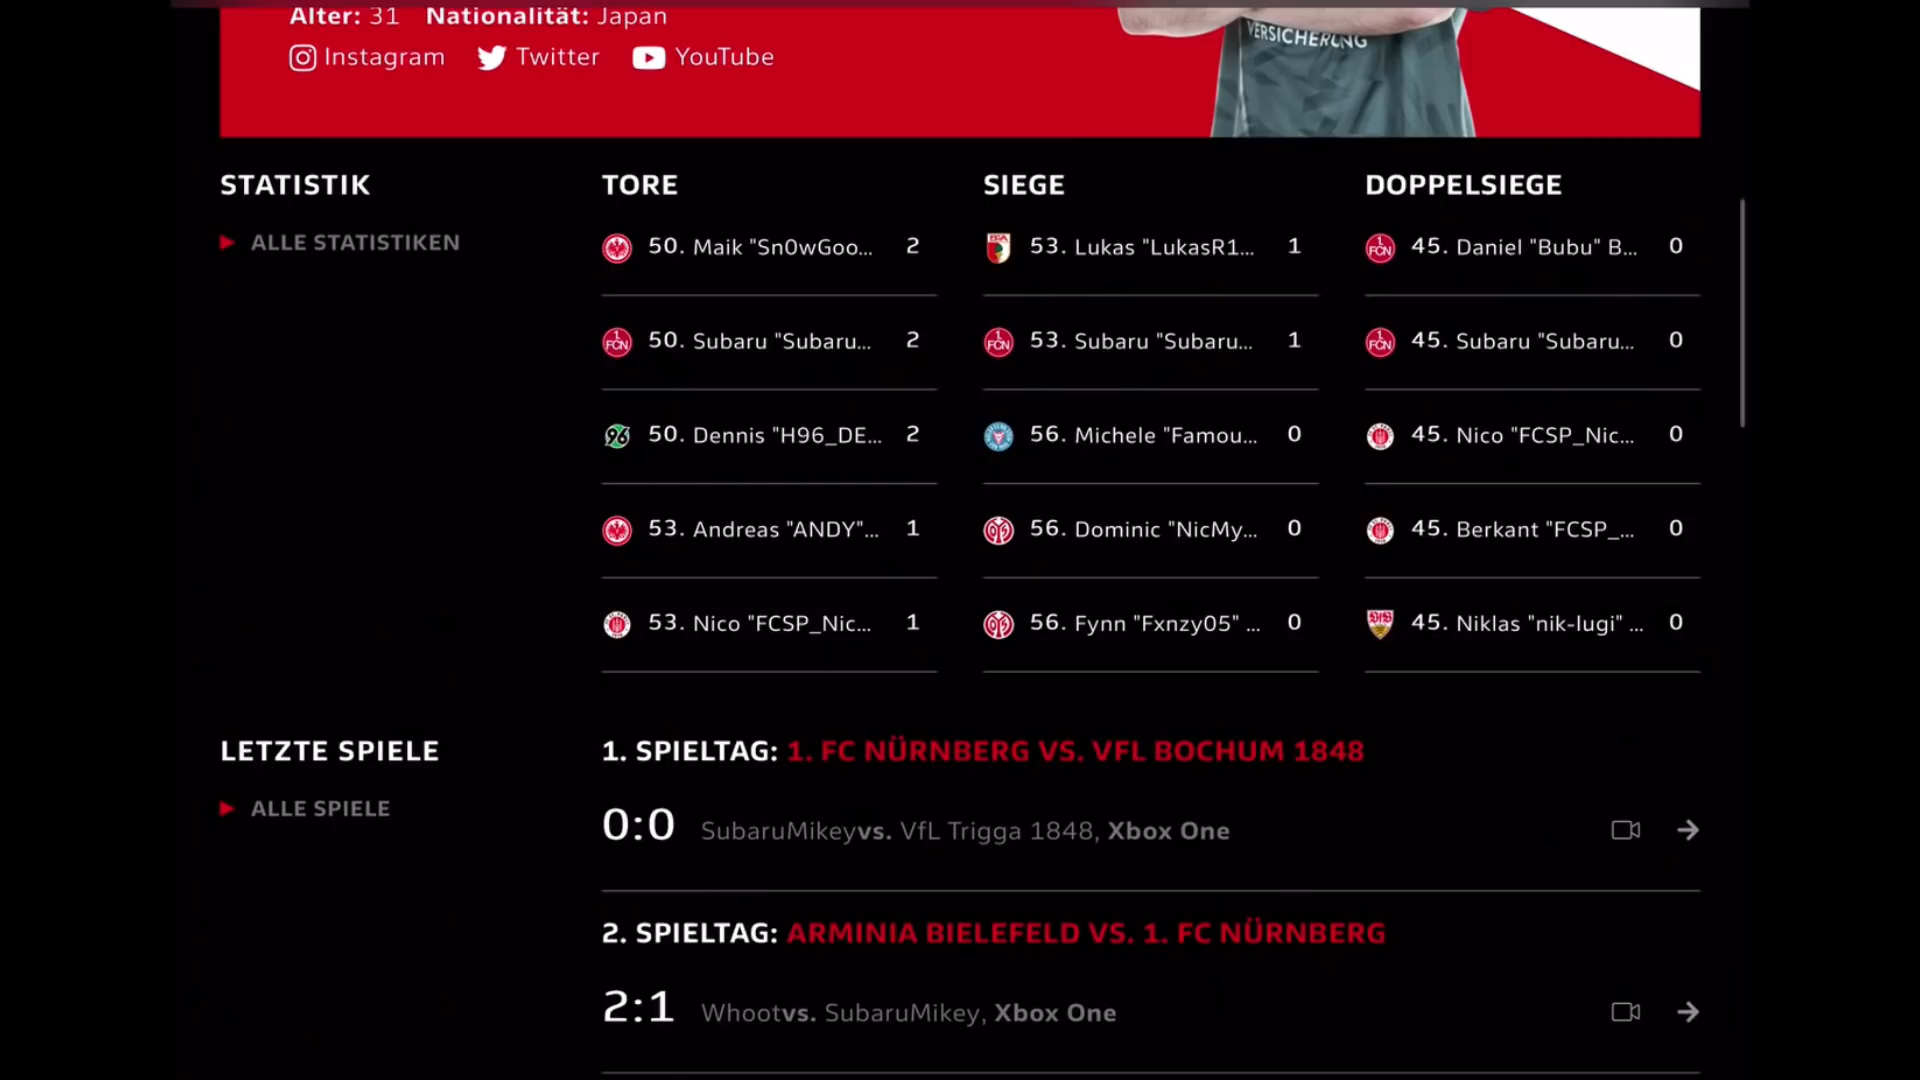 Alter: 31 Nationalität: Japan
Instagram Twitter YouTube
VERSICHERUNG
STATISTIK
ALLE STATISTIKEN
TORE
50. Maik "Sn0wGoo... 2
50. Subaru "Subaru... 2
50. Dennis "H96_DE... 2
53. Andreas "ANDY"... 1
53. Nico "FCSP_Nic... 1
SIEGE
53. Lukas "LukasR1... 1
53. Subaru "Subaru... 1
56. Michele "Famou... 0
56. Dominic "NicMy... 0
56. Fynn "Fxnzy05" ... 0
DOPPELSIEGE
45. Daniel "Bubu" B... 0
45. Subaru "Subaru... 0
45. Nico "FCSP_Nic... 0
45. Berkant "FCSP_... 0
45. Niklas "nik-lugi" ... 0
LETZTE SPIELE
ALLE SPIELE
1. SPIELTAG: 1. FC NÜRNBERG VS. VFL BOCHUM 1848
0:0 SubaruMikeyvs. VfL Trigga 1848, Xbox One
2. SPIELTAG: ARMINIA BIELEFELD VS. 1. FC NÜRNBERG
2:1 Whootvs. SubaruMikey, Xbox One